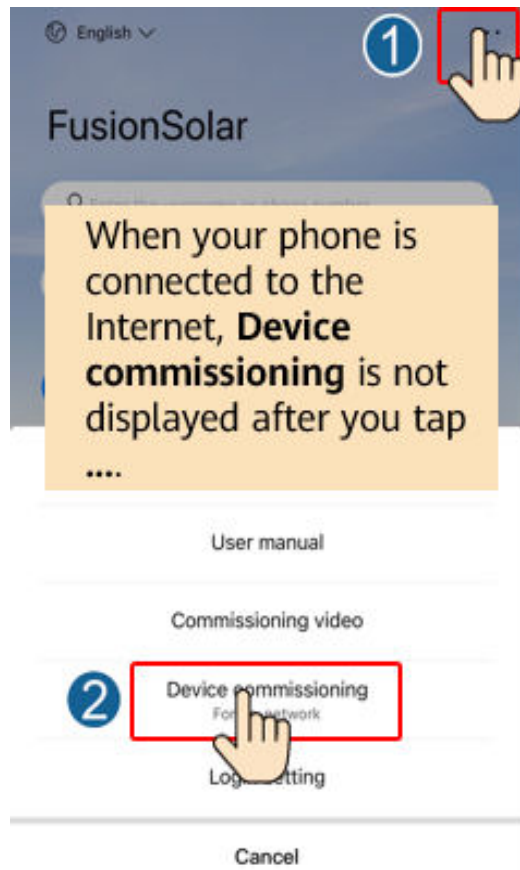 English
1
FusionSolar
When your phone is
connected to the
Internet, Device
commissioning is not
displayed after you tap
....
User manual
Commissioning video
2
Device commissioning
network
Cancel